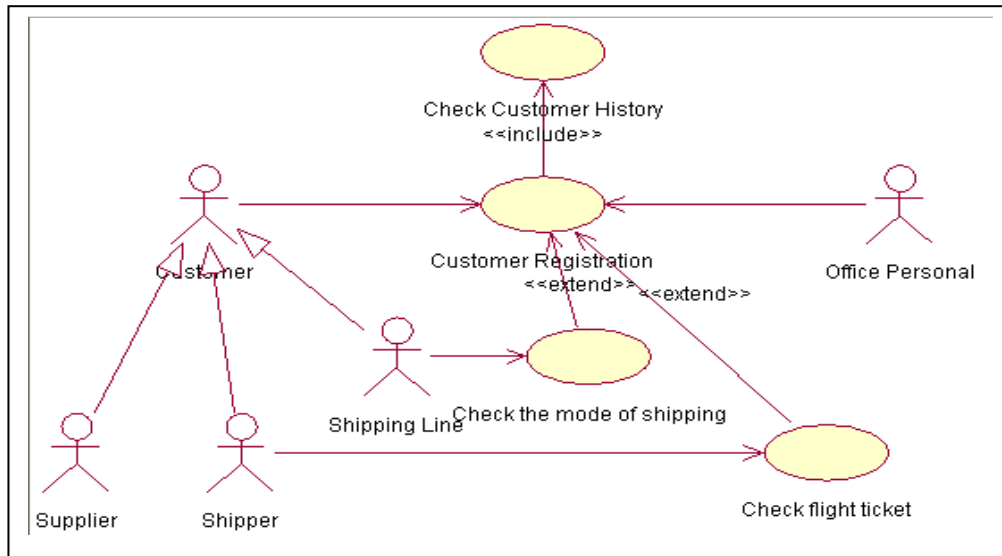 Check Customer History
<<include>>
Customer
Customer Registration
Office Personal
<<extend>>
<<extend>>
Shipping Line
Check the mode of shipping
Supplier
Shipper
Check flight ticket